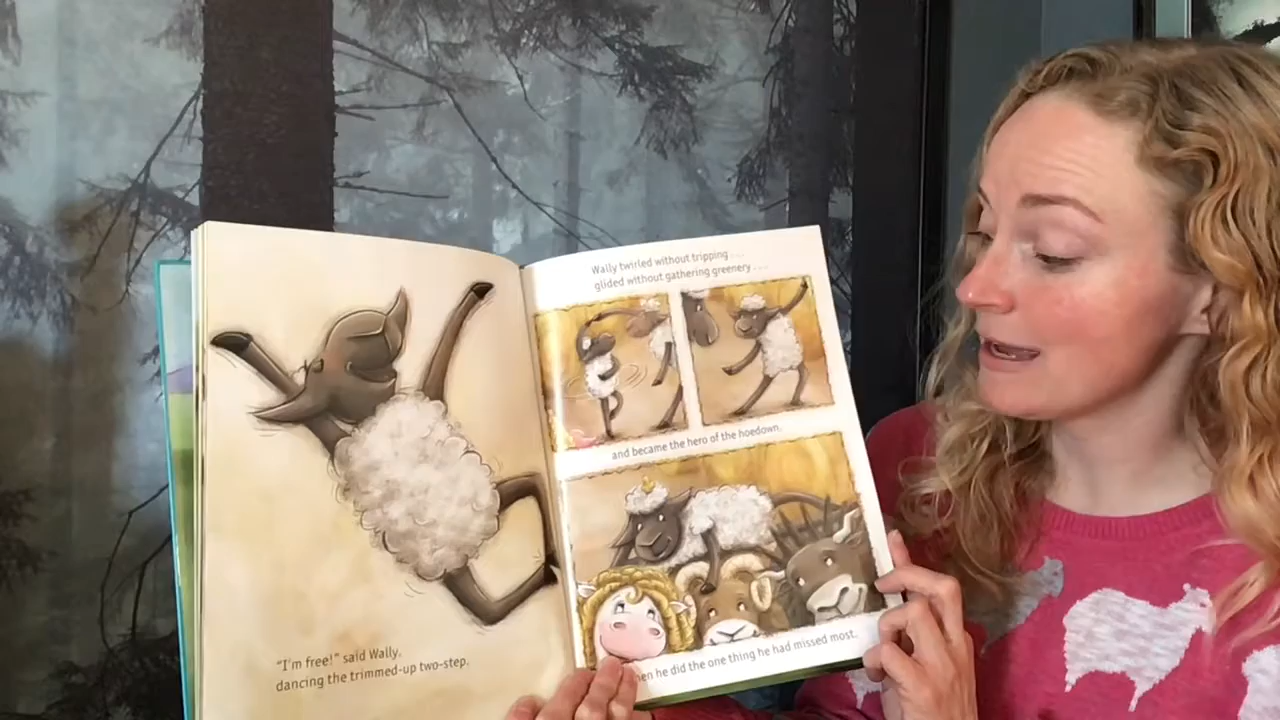 "I'm free!" said Wally,
dancing the trimmed-up two-step.
Wally twirled without tripping . . .
glided without gathering greenery . . .
and became the hero of the hoedown.
he did the one thing he had missed most.